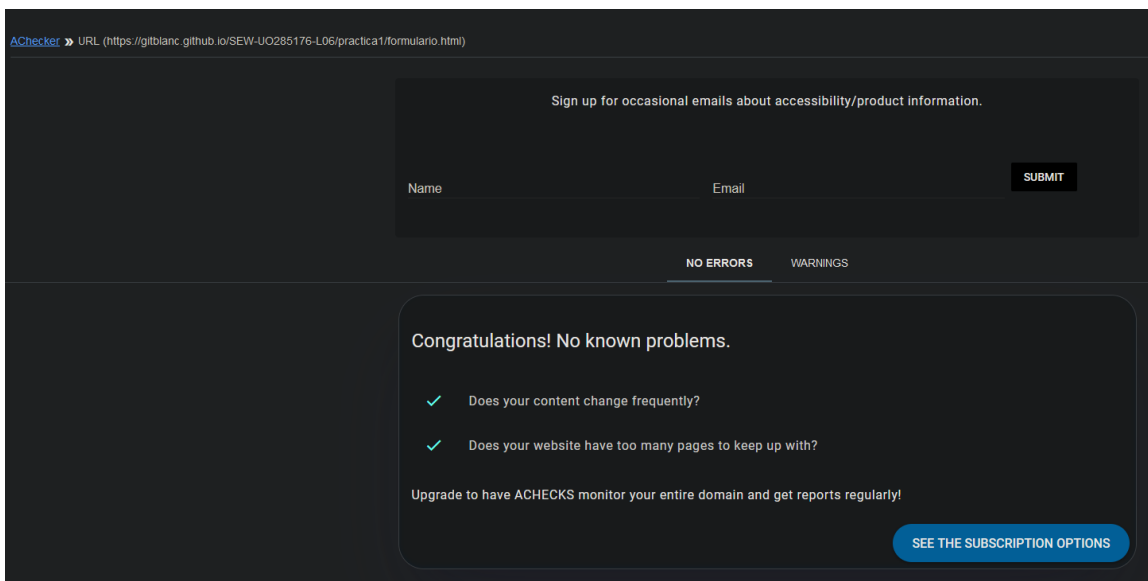 AChecker » URL (https://gitblanc.github.io/SEW-UO285176-L06/practica1/formulario.html)
Sign up for occasional emails about accessibility/product information.
Name Email SUBMIT
NO ERRORS WARNINGS
Congratulations! No known problems.
Does your content change frequently?
Does your website have too many pages to keep up with?
Upgrade to have ACHECKS monitor your entire domain and get reports regularly!
SEE THE SUBSCRIPTION OPTIONS